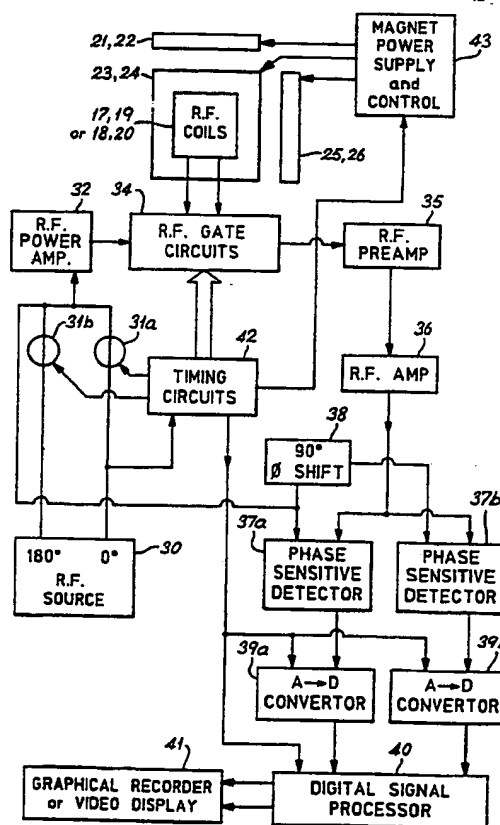 21, 22
MAGNET
POWER
SUPPLY
and
CONTROL
43
23, 24
17, 19
or 18, 20
R.F.
COILS
25, 26
32
R.F.
POWER
AMP.
34
R.F. GATE
CIRCUITS
35
R.F.
PREAMP
31b
31a
42
TIMING
CIRCUITS
36
R.F. AMP
38
90°
Ø SHIFT
180° 0°
R.F.
SOURCE
30
37a
PHASE
SENSITIVE
DETECTOR
37b
PHASE
SENSITIVE
DETECTOR
39a
A→D
CONVERTOR
A→D
CONVERTOR
41
GRAPHICAL RECORDER
or VIDEO DISPLAY
40
DIGITAL SIGNAL
PROCESSOR